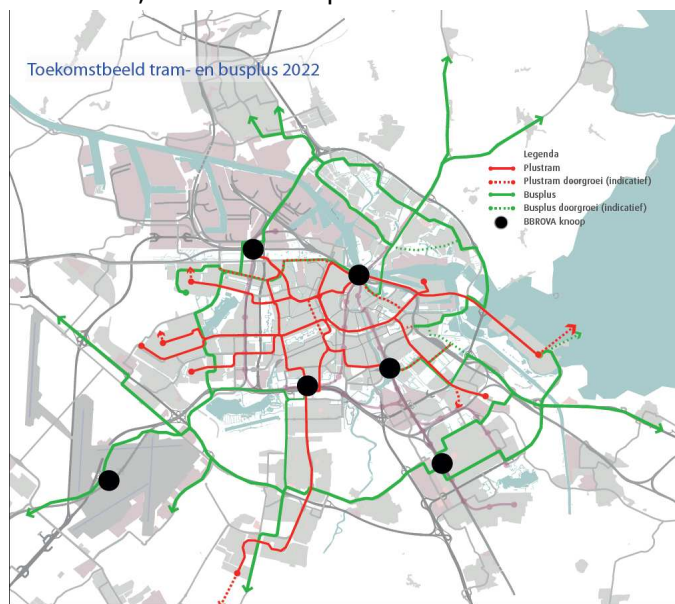 Toekomstbeeld tram- en busplus 2022
Legenda
Plustram
Plustram doorgroei (indicatief)
Busplus
Busplus doorgroei (indicatief)
BBROVA knoop